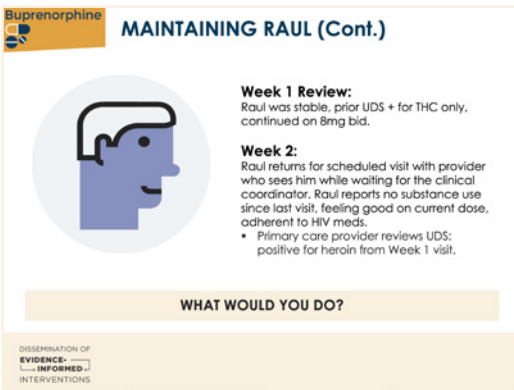 Buprenorphine
MAINTAINING RAUL (Cont.)
Week 1 Review:
Raul was stable, prior UDS + for THC only,
continued on 8mg bid.
Week 2:
Raul returns for scheduled visit with provider
who sees him while waiting for the clinical
coordinator. Raul reports no substance use
since last visit, feeling good on current dose,
adherent to HIV meds.
• Primary care provider reviews UDS:
positive for heroin from Week 1 visit.
WHAT WOULD YOU DO?
DISSEMINATION OF
EVIDENCE-
INFORMED
INTERVENTIONS